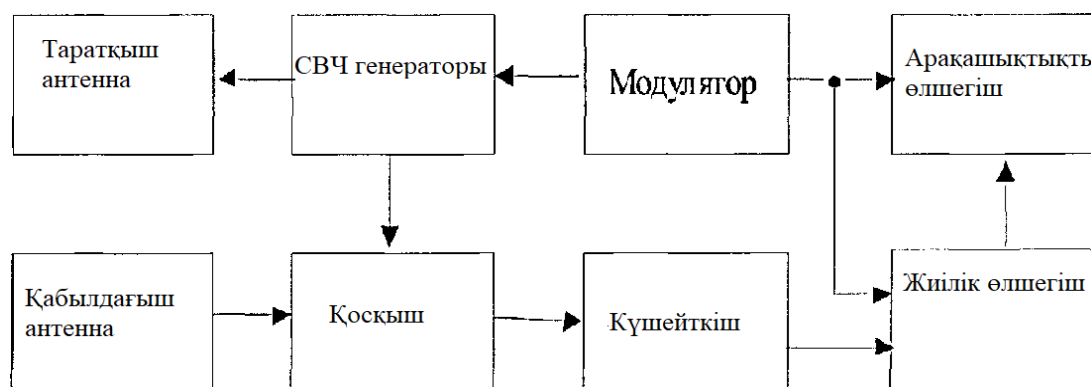 Таратқыш
антенна
СВЧ генераторы
Модулятор
Арақашықтықты
өлшегіш
Қабылдағыш
антенна
Қосқыш
Күшейткіш
Жиілік өлшегіш